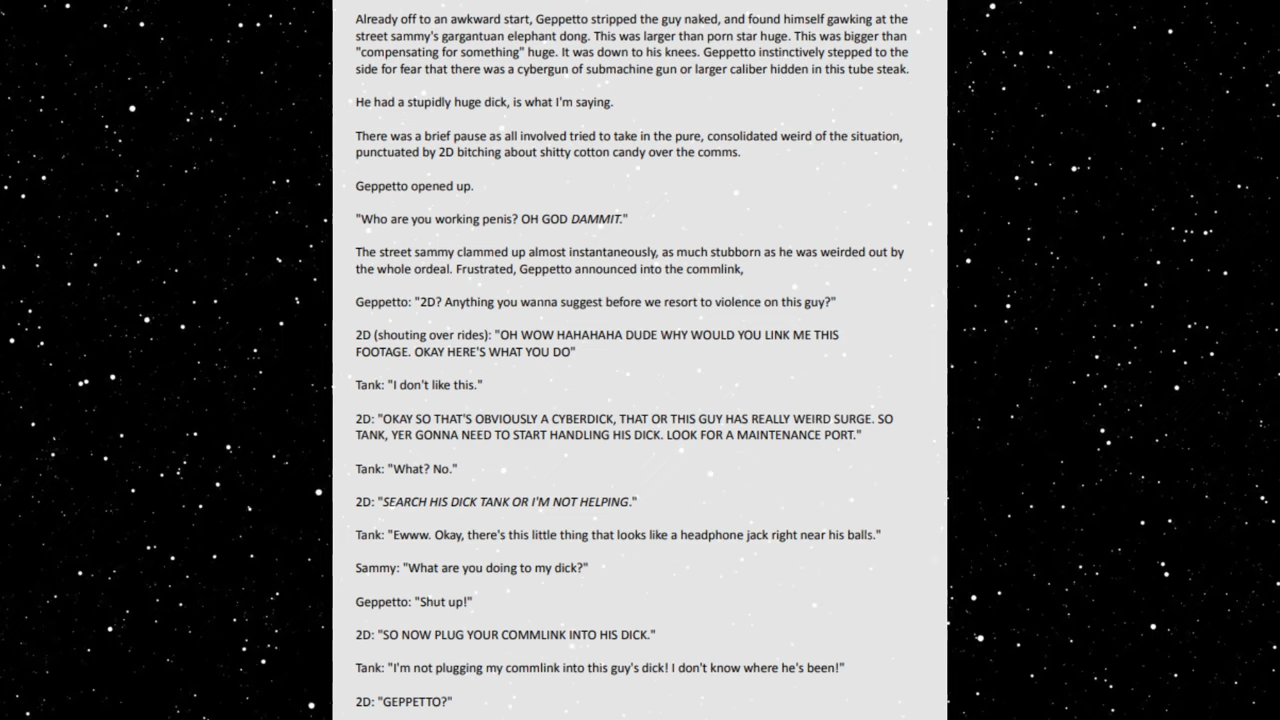 Already off to an awkward start, Geppetto stripped the guy naked, and found himself gawking at the
street sammy's gargantuan elephant dong. This was larger than porn star huge. This was bigger than
"compensating for something" huge. It was down to his knees. Geppetto instinctively stepped to the
side for fear that there was a cybergun of submachine gun or larger caliber hidden in this tube steak.
He had a stupidly huge dick, is what I'm saying.
There was a brief pause as all involved tried to take in the pure, consolidated weird of the situation,
punctuated by 2D bitching about shitty cotton candy over the comms.
Geppetto opened up.
"Who are you working penis? OH GOD DAMMIT."
The street sammy clammed up almost instantaneously, as much stubborn as he was weirded out by
the whole ordeal. Frustrated, Geppetto announced into the commlink,
Geppetto: "2D? Anything you wanna suggest before we resort to violence on this guy?"
2D (shouting over rides): "OH WOW HAHAHAHA DUDE WHY WOULD YOU LINK ME THIS
FOOTAGE. OKAY HERE'S WHAT YOU DO"
Tank: "I don't like this."
2D: "OKAY SO THAT'S OBVIOUSLY A CYBERDICK, THAT OR THIS GUY HAS REALLY WEIRD SURGE. SO
TANK, YER GONNA NEED TO START HANDLING HIS DICK. LOOK FOR A MAINTENANCE PORT."
Tank: "What? No."
2D: "SEARCH HIS DICK TANK OR I'M NOT HELPING."
Tank: "Ewww. Okay, there's this little thing that looks like a headphone jack right near his balls."
Sammy: "What are you doing to my dick?"
Geppetto: "Shut up!"
2D: "SO NOW PLUG YOUR COMMLINK INTO HIS DICK."
Tank: "I'm not plugging my commlink into this guy's dick! I don't know where he's been!"
2D: "GEPPETTO?"